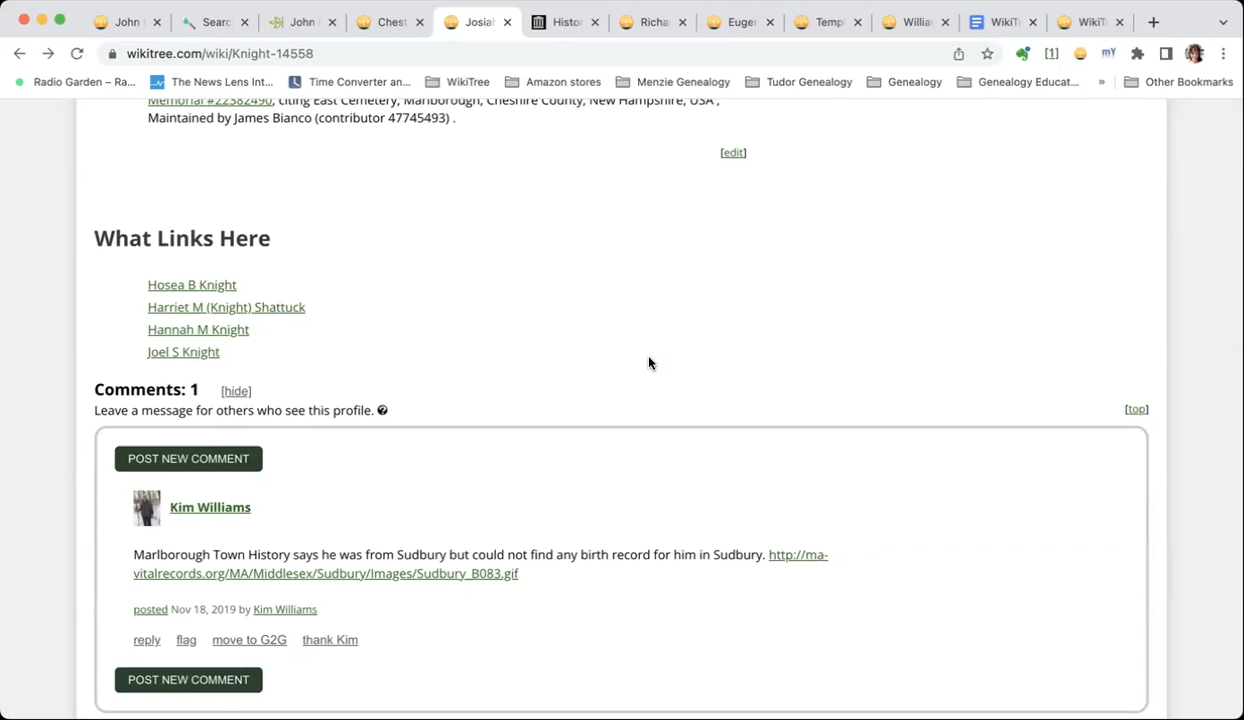 John
Searc
John
Chest
Josiah
Histo
Richa
Euger
Templ
Willia
WikiTr
WikiTr
wikitree.com/wiki/Knight-14558
[1]
mY
Radio Garden – Ra...
The News Lens Int...
Time Converter an...
WikiTree
Amazon stores
Menzie Genealogy
Tudor Genealogy
Genealogy
Genealogy Educat...
»
Other Bookmarks
Memorial #22382490, citing East Cemetery, Marlborough, Cheshire County, New Hampshire, USA ,
Maintained by James Bianco (contributor 47745493) .
[edit]
What Links Here
Hosea B Knight
Harriet M (Knight) Shattuck
Hannah M Knight
Joel S Knight
Comments: 1 [hide]
Leave a message for others who see this profile.
[top]
POST NEW COMMENT
Kim Williams
Marlborough Town History says he was from Sudbury but could not find any birth record for him in Sudbury. http://ma-
vitalrecords.org/MA/Middlesex/Sudbury/Images/Sudbury_B083.gif
posted Nov 18, 2019 by Kim Williams
reply flag move to G2G thank Kim
POST NEW COMMENT